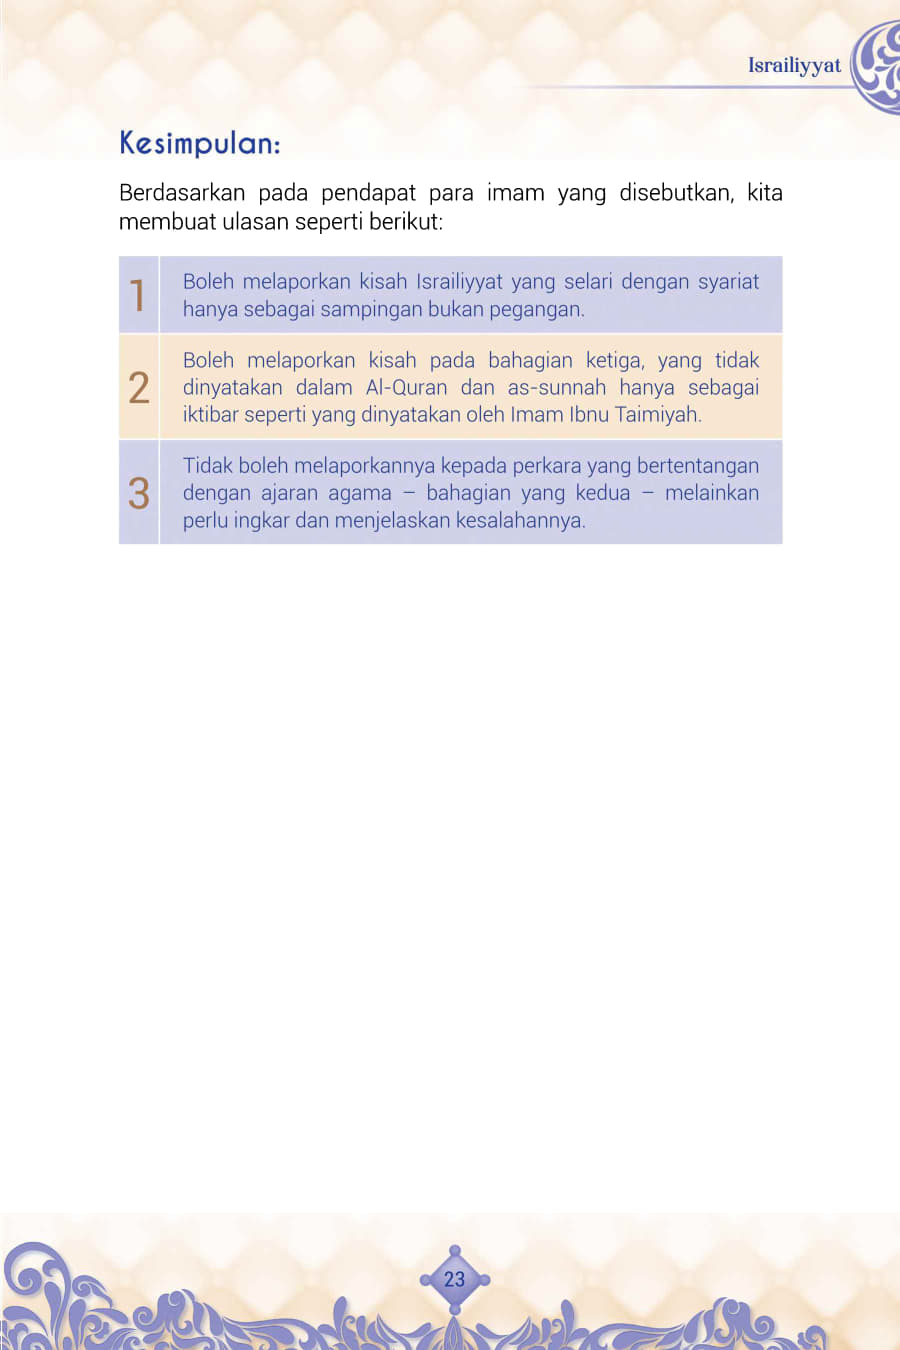 Israiliyyat
Kesimpulan:
Berdasarkan pada pendapat para imam yang disebutkan, kita
membuat ulasan seperti berikut:
1
Boleh melaporkan kisah Israiliyyat yang selari dengan syariat
hanya sebagai sampingan bukan pegangan.
2
Boleh melaporkan kisah pada bahagian ketiga, yang tidak
dinyatakan dalam Al-Quran dan as-sunnah hanya sebagai
iktibar seperti yang dinyatakan oleh Imam Ibnu Taimiyah.
3
Tidak boleh melaporkannya kepada perkara yang bertentangan
dengan ajaran agama – bahagian yang kedua – melainkan
perlu ingkar dan menjelaskan kesalahannya.
23